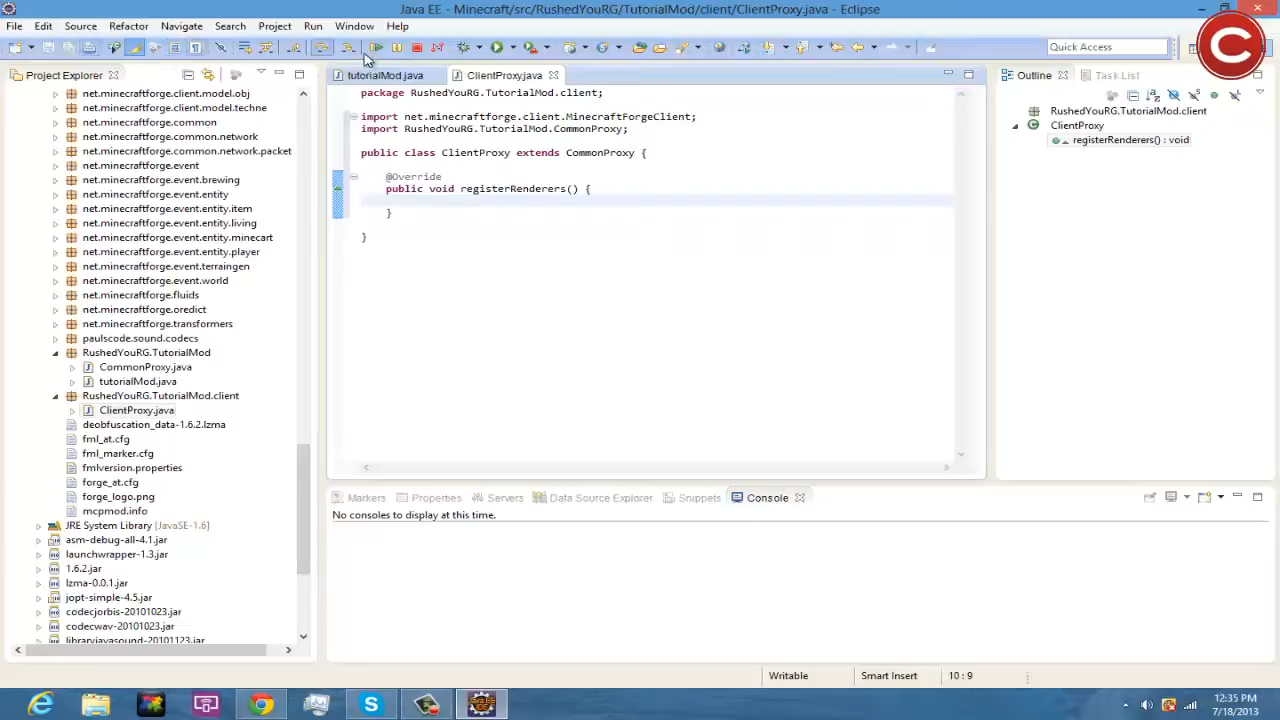 Java EE - Minecraft/src/RushedYouRG/TutorialMod/client/ClientProxy.java - Eclipse
File Edit Source Refactor Navigate Search Project Run Window Help
Quick Access
C
Project Explorer
net.minecraftforge.client.model.obj
net.minecraftforge.client.model.techne
net.minecraftforge.common
net.minecraftforge.common.network
net.minecraftforge.common.network.packet
net.minecraftforge.event
net.minecraftforge.event.brewing
net.minecraftforge.event.entity
net.minecraftforge.event.entity.item
net.minecraftforge.event.entity.living
net.minecraftforge.event.entity.minecart
net.minecraftforge.event.entity.player
net.minecraftforge.event.terraingen
net.minecraftforge.event.world
net.minecraftforge.fluids
net.minecraftforge.oredict
net.minecraftforge.transformers
paulscode.sound.codecs
RushedYouRG.TutorialMod
CommonProxy.java
tutorialMod.java
RushedYouRG.TutorialMod.client
ClientProxy.java
deobfuscation_data-1.6.2.lzma
fml_at.cfg
fml_marker.cfg
fmlversion.properties
forge_at.cfg
forge_logo.png
mcpmod.info
JRE System Library [JavaSE-1.6]
asm-debug-all-4.1.jar
launchwrapper-1.3.jar
1.6.2.jar
lzma-0.0.1.jar
jopt-simple-4.5.jar
codecjorbis-20101023.jar
codecwav-20101023.jar
libraryjavasound-20101123.jar
tutorialMod.java ClientProxy.java
package RushedYouRG.TutorialMod.client;
import net.minecraftforge.client.MinecraftForgeClient;
import RushedYouRG.TutorialMod.CommonProxy;
public class ClientProxy extends CommonProxy {
@Override
public void registerRenderers() {
}
}
Outline Task List
RushedYouRG.TutorialMod.client
ClientProxy
registerRenderers() : void
Markers Properties Servers Data Source Explorer Snippets Console
No consoles to display at this time.
Writable Smart Insert 10 : 9
12:35 PM
7/18/2013